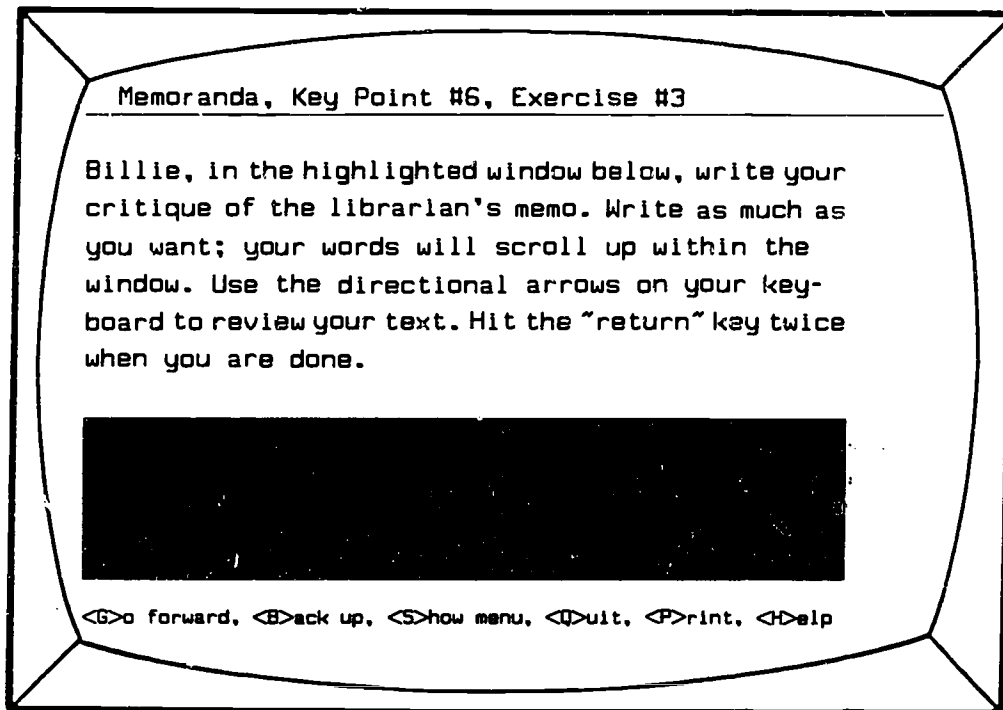 Memoranda, Key Point #6, Exercise #3
Billie, in the highlighted window below, write your
critique of the librarian's memo. Write as much as
you want; your words will scroll up within the
window. Use the directional arrows on your key-
board to review your text. Hit the "return" key twice
when you are done.
<G>o forward, <B>ack up, <S>how menu, <Q>uit, <P>rint, <H>elp